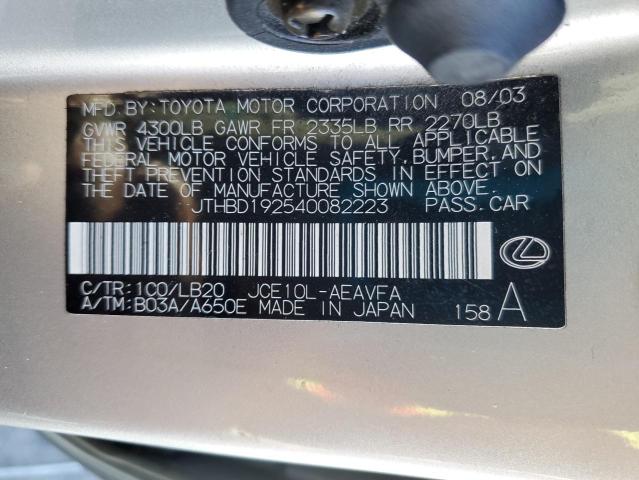 MFD. BY: TOYOTA MOTOR CORPORATION 08/03
GVWR 4300LB GAWR FR 2335LB RR 2270LB
THIS VEHICLE CONFORMS TO ALL APPLICABLE
FEDERAL MOTOR VEHICLE SAFETY, BUMPER, AND
THEFT PREVENTION STANDARDS IN EFFECT ON
THE DATE OF MANUFACTURE SHOWN ABOVE.
JTHBD192540082223 PASS. CAR
C/TR: 1C0/LB20 JCE10L-AEAVFA
A/TM: B03A/A650E MADE IN JAPAN 158 A